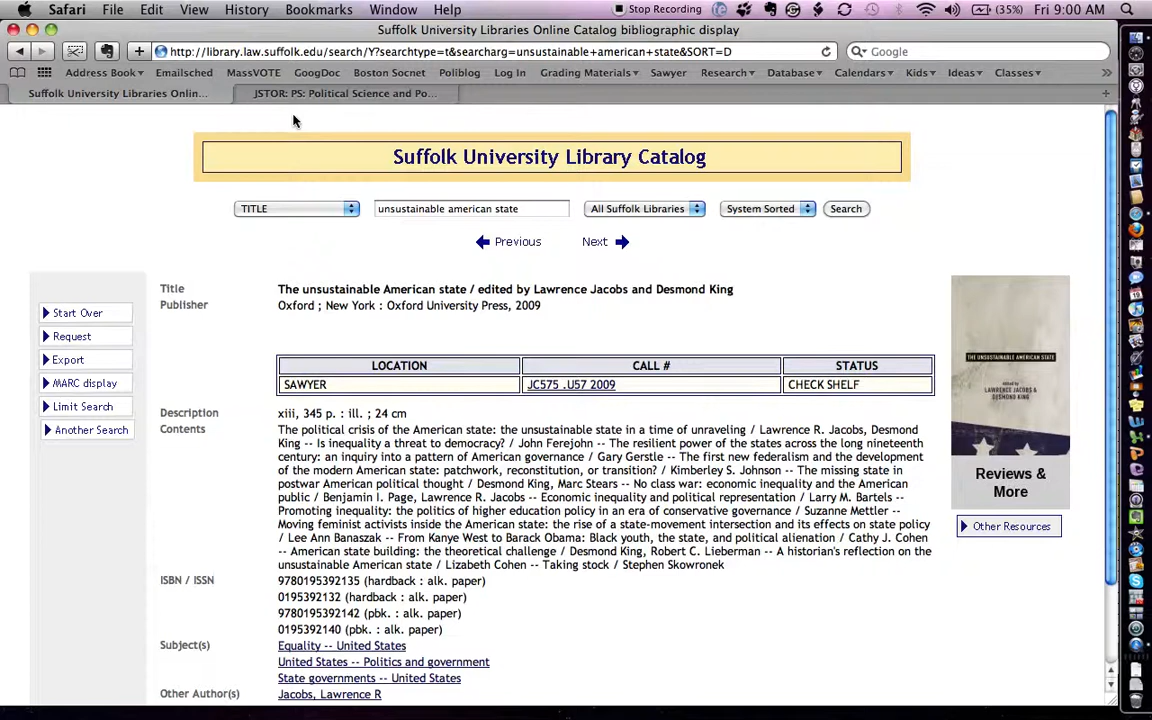 Safari File Edit View History Bookmarks Window Help Stop Recording (35%) Fri 9:00 AM
Suffolk University Libraries Online Catalog bibliographic display
http://library.law.suffolk.edu/search/Y?searchtype=t&searcharg=unsustainable+american+state&SORT=D Google
Address Book Emailsched MassVOTE GoogDoc Boston Socnet Poliblog Log In Grading Materials Sawyer Research Database Calendars Kids Ideas Classes
Suffolk University Libraries Onlin... JSTOR: PS: Political Science and Po...
Suffolk University Library Catalog
TITLE unsustainable american state All Suffolk Libraries System Sorted Search
Previous Next
Title The unsustainable American state / edited by Lawrence Jacobs and Desmond King
Publisher Oxford ; New York : Oxford University Press, 2009
Start Over
Request
Export
MARC display
Limit Search
Another Search
LOCATION CALL # STATUS
SAWYER JC575 .U57 2009 CHECK SHELF
Description xiii, 345 p. : ill. ; 24 cm
Contents The political crisis of the American state: the unsustainable state in a time of unraveling / Lawrence R. Jacobs, Desmond
King -- Is inequality a threat to democracy? / John Ferejohn -- The resilient power of the states across the long nineteenth
century: an inquiry into a pattern of American governance / Gary Gerstle -- The first new federalism and the development
of the modern American state: patchwork, reconstitution, or transition? / Kimberley S. Johnson -- The missing state in
postwar American political thought / Desmond King, Marc Stears -- No class war: economic inequality and the American
public / Benjamin I. Page, Lawrence R. Jacobs -- Economic inequality and political representation / Larry M. Bartels --
Promoting inequality: the politics of higher education policy in an era of conservative governance / Suzanne Mettler --
Moving feminist activists inside the American state: the rise of a state-movement intersection and its effects on state policy
/ Lee Ann Banaszak -- From Kanye West to Barack Obama: Black youth, the state, and political alienation / Cathy J. Cohen
-- American state building: the theoretical challenge / Desmond King, Robert C. Lieberman -- A historian's reflection on the
unsustainable American state / Lizabeth Cohen -- Taking stock / Stephen Skowronek
ISBN / ISSN 9780195392135 (hardback : alk. paper)
0195392132 (hardback : alk. paper)
9780195392142 (pbk. : alk. paper)
0195392140 (pbk. : alk. paper)
Subject(s) Equality -- United States
United States -- Politics and government
State governments -- United States
Other Author(s) Jacobs, Lawrence R
THE UNSUSTAINABLE AMERICAN STATE
Edited by
LAWRENCE JACOBS and
DESMOND KING
Reviews &
More
Other Resources